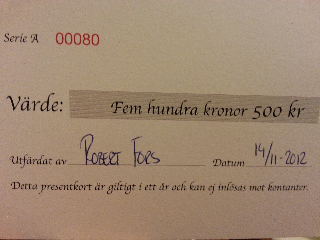 Serie A 00080
Värde: Fem hundra kronor 500 kr
Utfärdat av Robert Fors Datum 14/11-2012
Detta presentkort är giltigt i ett år och kan ej inlösas mot kontanter.